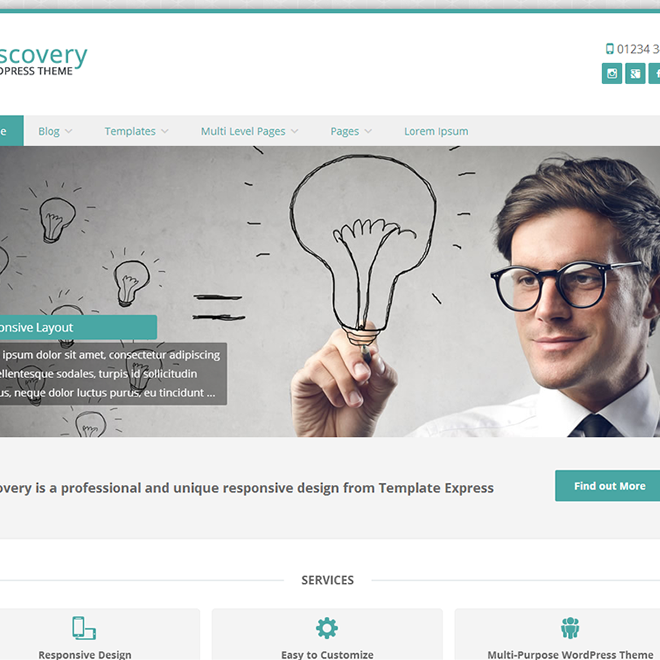 scovery
DPRESS THEME
01234 3
e
Blog
Templates
Multi Level Pages
Pages
Lorem Ipsum
=
onsive Layout
ipsum dolor sit amet, consectetur adipiscing
ellentesque sodales, turpis id sollicitudin
us, neque dolor luctus purus, eu tincidunt ...
overy is a professional and unique responsive design from Template Express
Find out More
SERVICES
Responsive Design
Easy to Customize
Multi-Purpose WordPress Theme